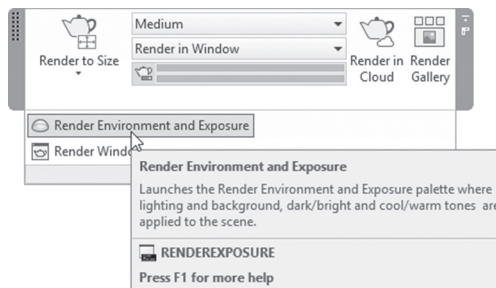 Medium
Render to Size
Render in Window
Render in
Cloud
Render
Gallery
Render Environment and Exposure
Render Windo
Render Environment and Exposure
Launches the Render Environment and Exposure palette where
lighting and background, dark/bright and cool/warm tones are
applied to the scene.
RENDEREXPOSURE
Press F1 for more help